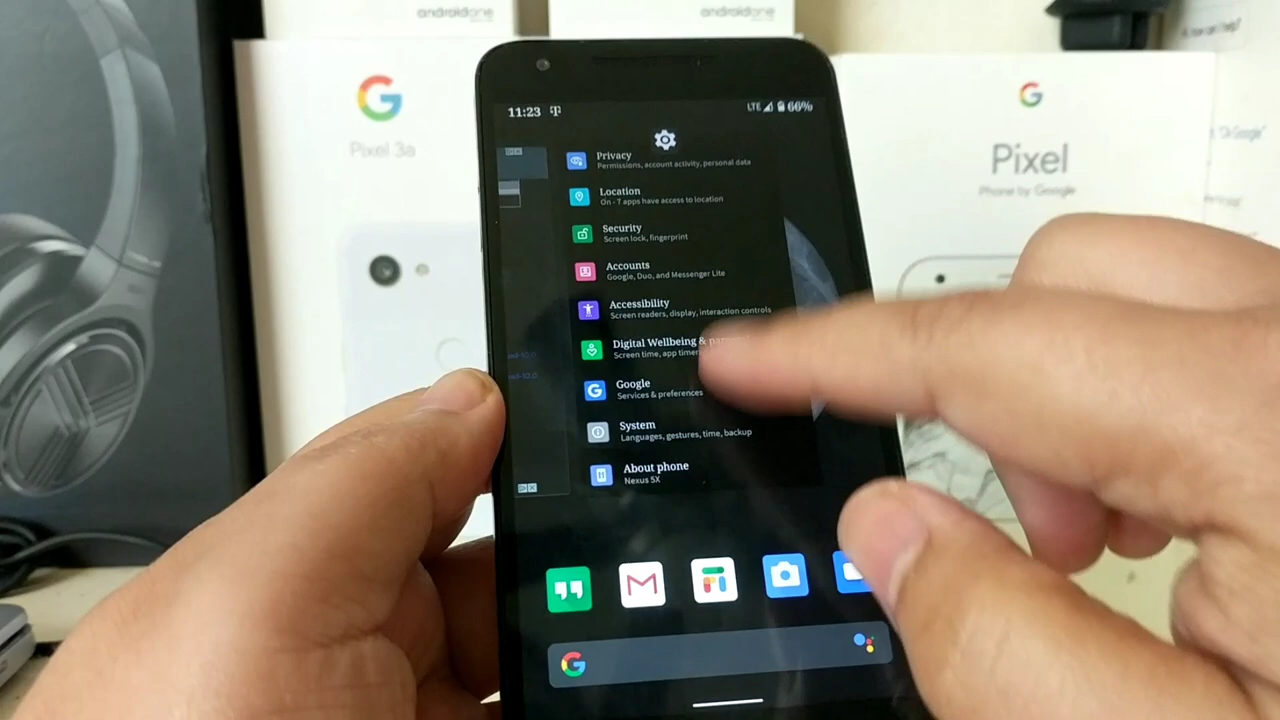 androidone
androidone
G
Pixel 3a
G
Pixel
Phone by Google
11:23
LTE 66%
Privacy
Permissions, account activity, personal data
Location
On - 7 apps have access to location
Security
Screen lock, fingerprint
Accounts
Google, Duo, and Messenger Lite
Accessibility
Screen readers, display, interaction controls
Digital Wellbeing &
Screen time, app timers
G
Google
Services & preferences
System
Languages, gestures, time, backup
About phone
Nexus 5X
M
G